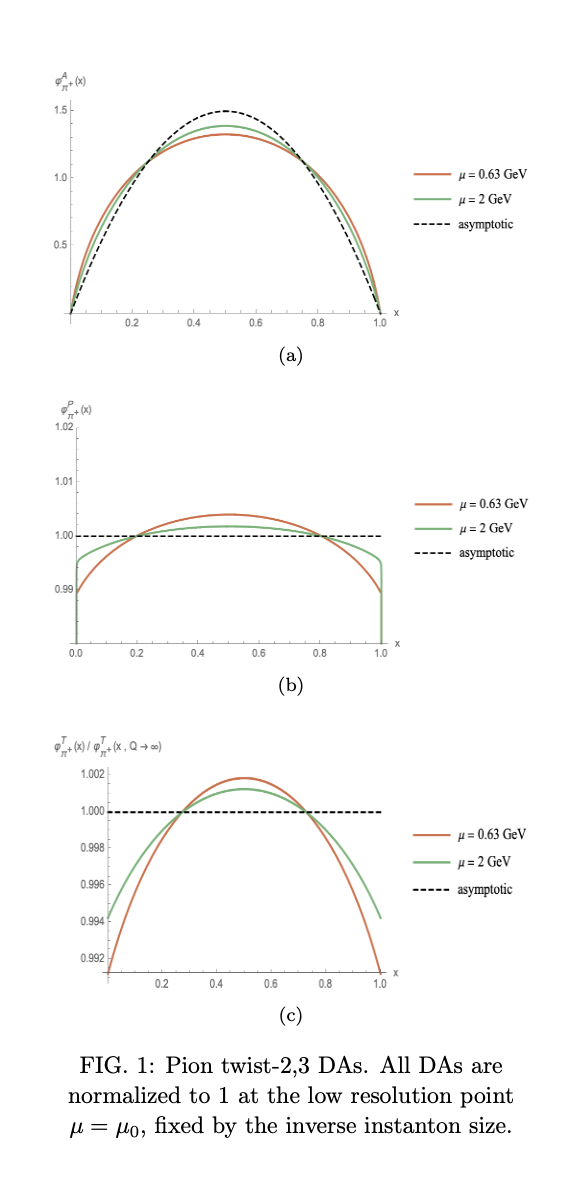 φ^A_π+(x)
1.5
1.0
0.5
0.2 0.4 0.6 0.8 1.0 x
μ = 0.63 GeV
μ = 2 GeV
asymptotic
(a)
φ^P_π+(x)
1.02
1.01
1.00
0.99
0.0 0.2 0.4 0.6 0.8 1.0 x
μ = 0.63 GeV
μ = 2 GeV
asymptotic
(b)
φ^T_π+(x) / φ^T_π+(x , Q → ∞)
1.002
1.000
0.998
0.996
0.994
0.992
0.2 0.4 0.6 0.8 1.0 x
μ = 0.63 GeV
μ = 2 GeV
asymptotic
(c)
FIG. 1: Pion twist-2,3 DAs. All DAs are
normalized to 1 at the low resolution point
μ = μ₀, fixed by the inverse instanton size.